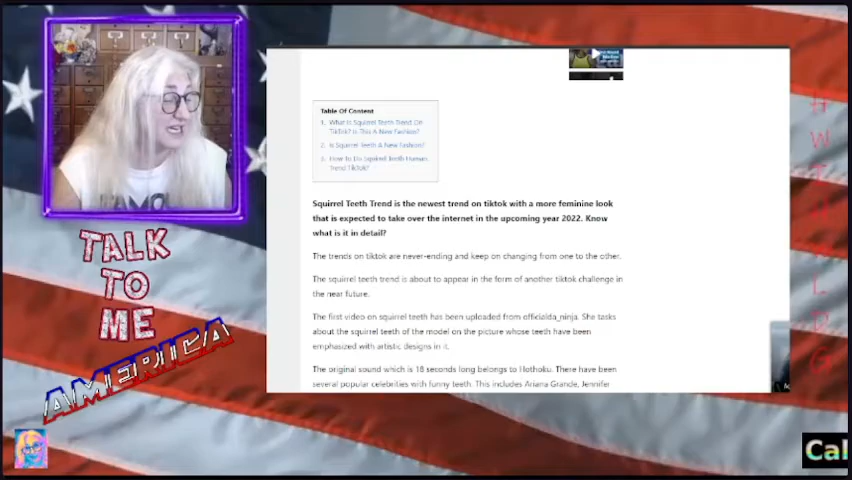 Table Of Content
1. What Is Squirrel Teeth Trend On
TikTok? Is This A New Fashion?
2. Is Squirrel Teeth A New Fashion?
3. How To Do Squirrel Teeth Human
Trend TikTok?
Squirrel Teeth Trend is the newest trend on tiktok with a more feminine look
that is expected to take over the internet in the upcoming year 2022. Know
what is it in detail?
The trends on tiktok are never-ending and keep on changing from one to the other.
The squirrel teeth trend is about to appear in the form of another tiktok challenge in
the near future.
The first video on squirrel teeth has been uploaded from officialda_ninja. She tasks
about the squirrel teeth of the model on the picture whose teeth have been
emphasized with artistic designs in it.
The original sound which is 18 seconds long belongs to Hothoku. There have been
several popular celebrities with funny teeth. This includes Ariana Grande, Jennifer
TALK
TO
ME
AMERICA
Cal